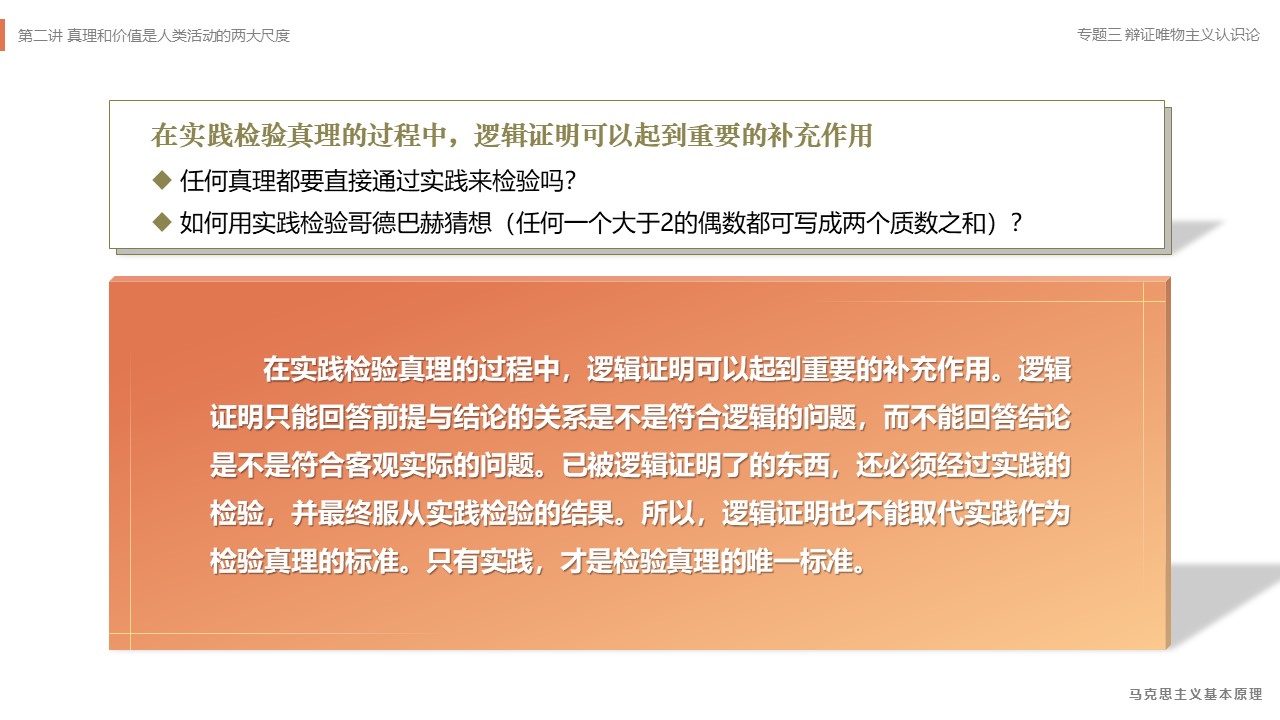 第二讲 真理和价值是人类活动的两大尺度
专题三 辩证唯物主义认识论
在实践检验真理的过程中，逻辑证明可以起到重要的补充作用
◆ 任何真理都要直接通过实践来检验吗？
◆ 如何用实践检验哥德巴赫猜想（任何一个大于2的偶数都可写成两个质数之和）？
在实践检验真理的过程中，逻辑证明可以起到重要的补充作用。逻辑
证明只能回答前提与结论的关系是不是符合逻辑的问题，而不能回答结论
是不是符合客观实际的问题。已被逻辑证明了的东西，还必须经过实践的
检验，并最终服从实践检验的结果。所以，逻辑证明也不能取代实践作为
检验真理的标准。只有实践，才是检验真理的唯一标准。
马克思主义基本原理